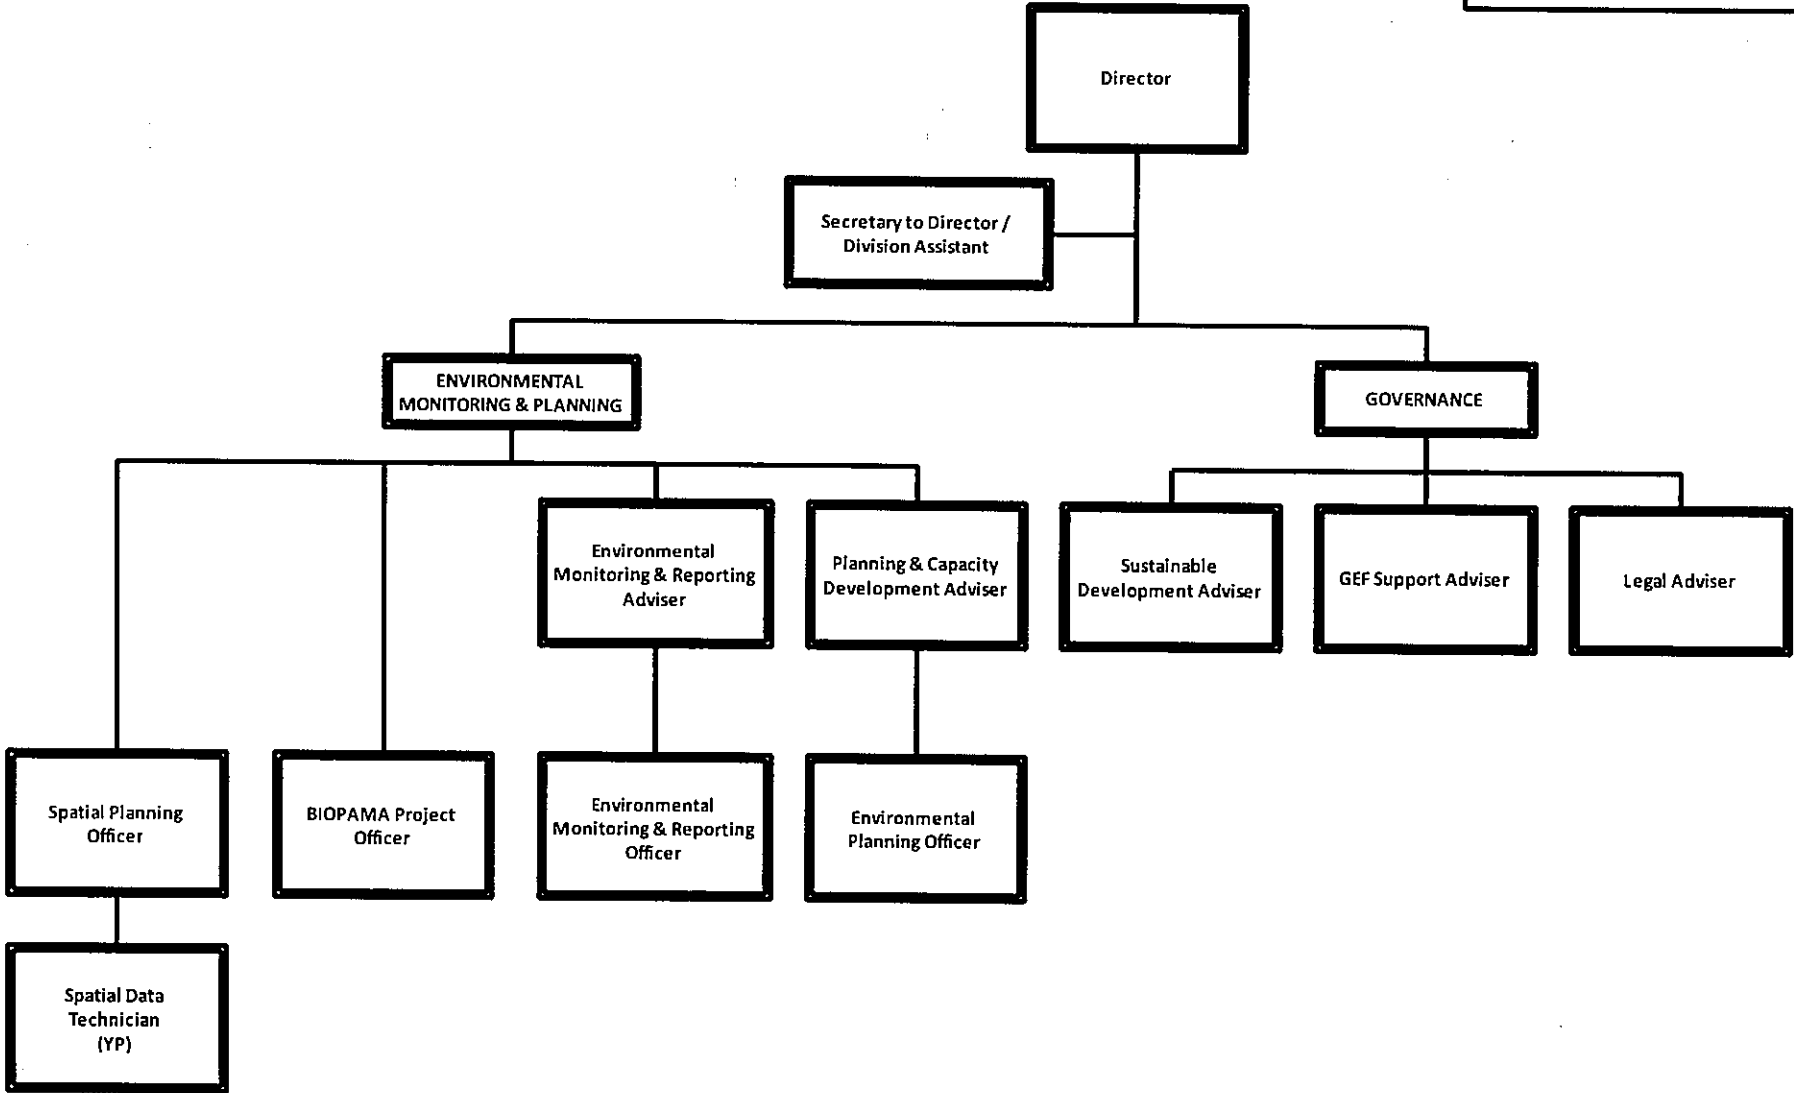 Director
Secretary to Director /
Division Assistant
ENVIRONMENTAL
MONITORING & PLANNING
GOVERNANCE
Environmental
Monitoring & Reporting
Adviser
Planning & Capacity
Development Adviser
Sustainable
Development Adviser
GEF Support Adviser
Legal Adviser
Spatial Planning
Officer
BIOPAMA Project
Officer
Environmental
Monitoring & Reporting
Officer
Environmental
Planning Officer
Spatial Data
Technician
(YP)